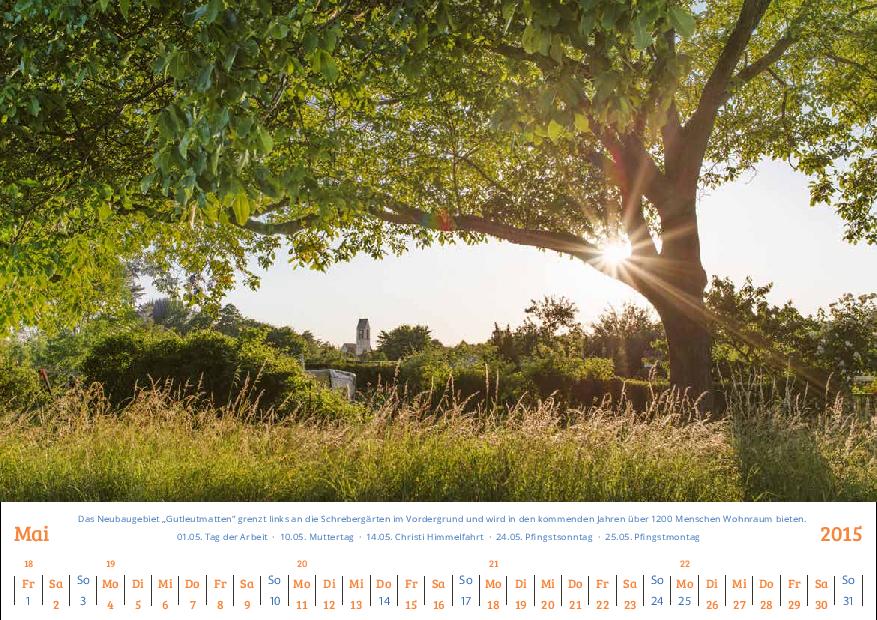 Das Neubaugebiet „Gutleutmatten“ grenzt links an die Schrebergärten im Vordergrund und wird in den kommenden Jahren über 1200 Menschen Wohnraum bieten.
Mai 01.05. Tag der Arbeit · 10.05. Muttertag · 14.05. Christi Himmelfahrt · 24.05. Pfingstsonntag · 25.05. Pfingstmontag 2015
18 19 20 21 22
Fr Sa So Mo Di Mi Do Fr Sa So Mo Di Mi Do Fr Sa So Mo Di Mi Do Fr Sa So Mo Di Mi Do Fr Sa So
1 2 3 4 5 6 7 8 9 10 11 12 13 14 15 16 17 18 19 20 21 22 23 24 25 26 27 28 29 30 31